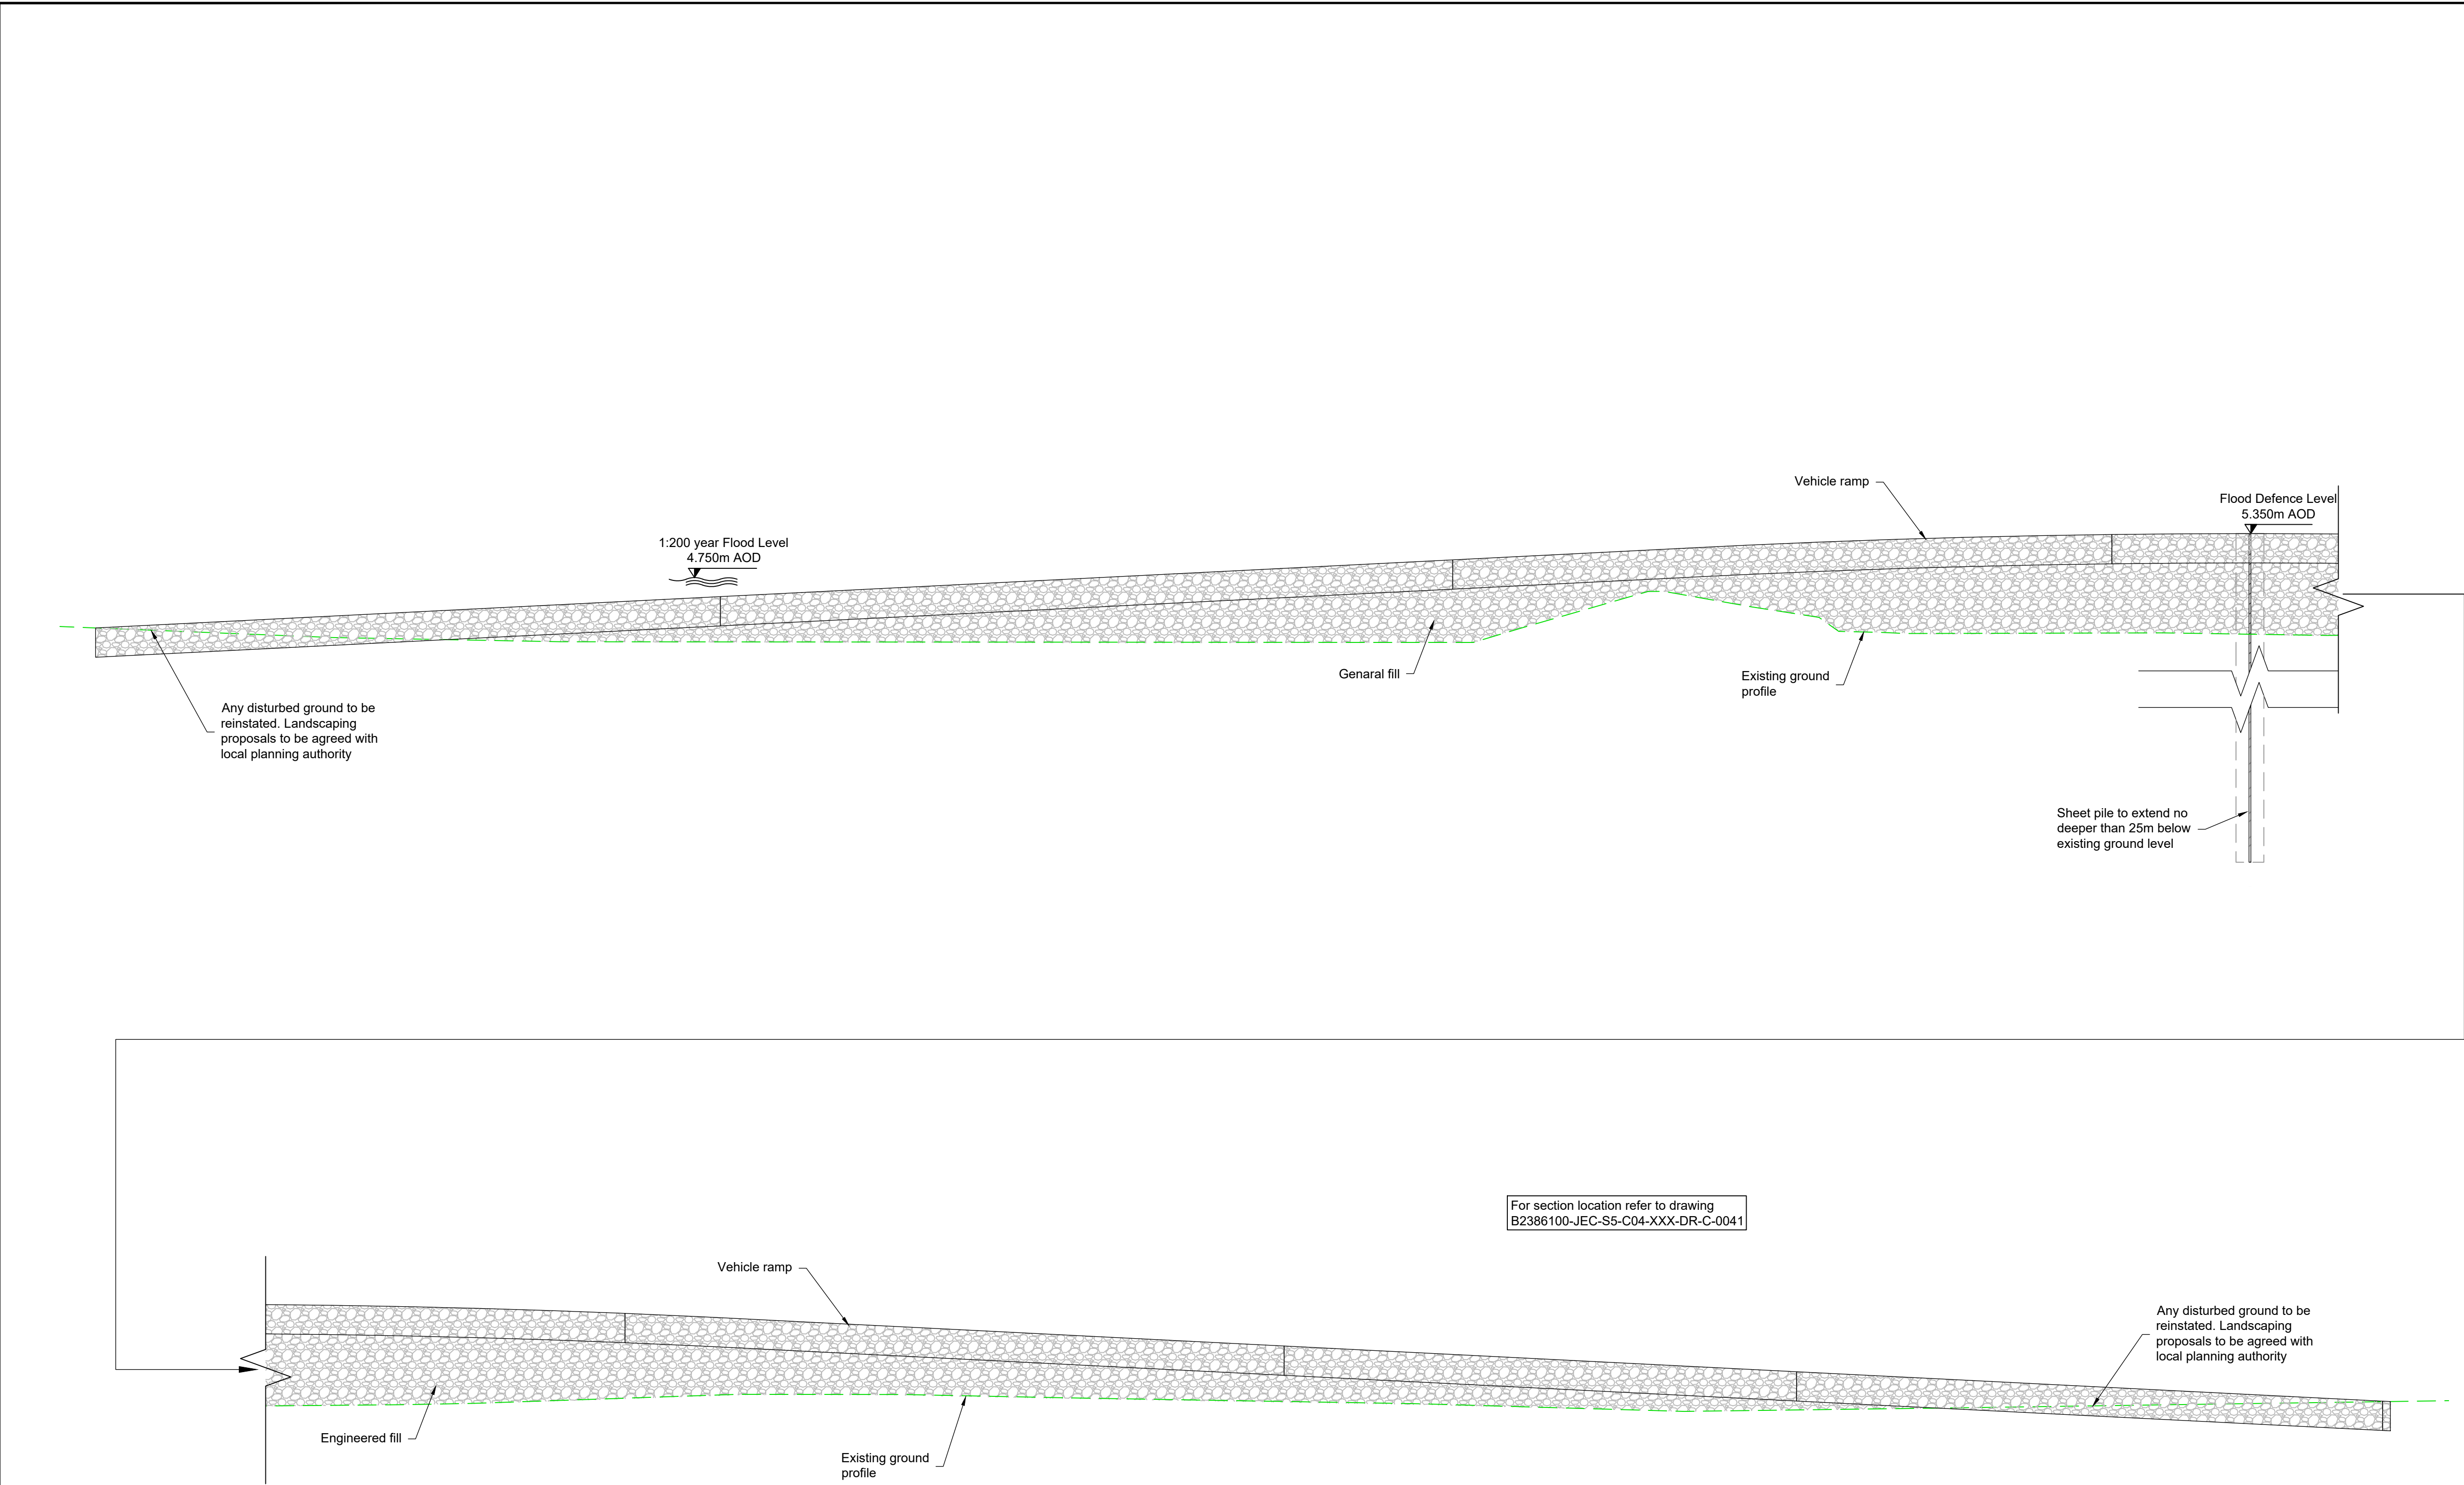 Vehicle ramp
Flood Defence Level
5.350m AOD
1:200 year Flood Level
4.750m AOD
Genaral fill
Existing ground
profile
Any disturbed ground to be
reinstated. Landscaping
proposals to be agreed with
local planning authority
Sheet pile to extend no
deeper than 25m below
existing ground level
For section location refer to drawing
B2386100-JEC-S5-C04-XXX-DR-C-0041
Vehicle ramp
Any disturbed ground to be
reinstated. Landscaping
proposals to be agreed with
local planning authority
Engineered fill
Existing ground
profile